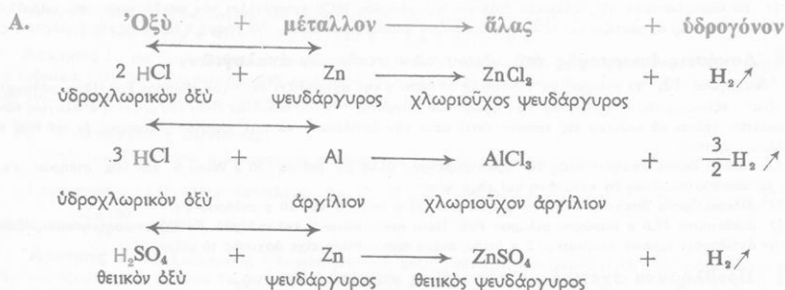 Α. Ὀξὺ + μέταλλον ⟶ ἅλας + ὑδρογόνον
2 HCl + Zn ⟶ ZnCl₂ + H₂↗
ὑδροχλωρικὸν ὀξὺ ψευδάργυρος χλωριοῦχος ψευδάργυρος
3 HCl + Al ⟶ AlCl₃ + 3/2 H₂↗
ὑδροχλωρικὸν ὀξὺ ἀργίλιον χλωριοῦχον ἀργίλιον
H₂SO₄ + Zn ⟶ ZnSO₄ + H₂↗
θειικὸν ὀξὺ ψευδάργυρος θειικὸς ψευδάργυρος